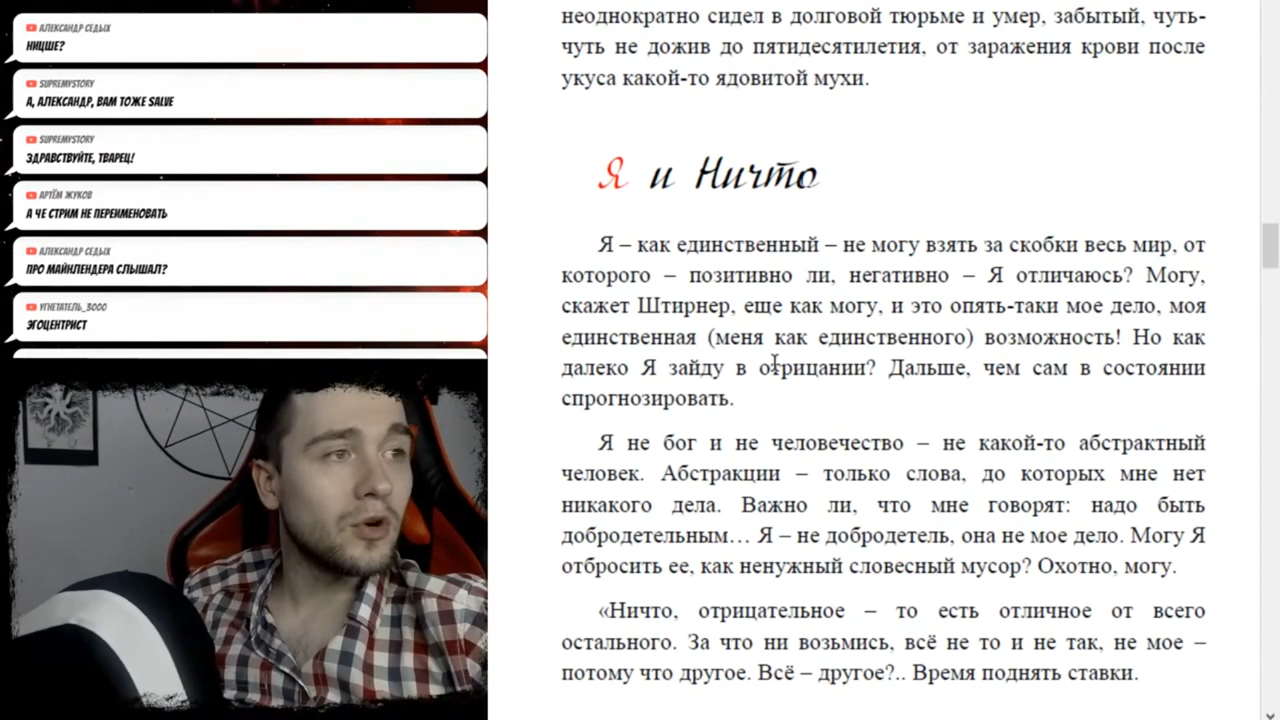 АЛЕКСАНДР СЕДЫХ
НИЦШЕ?
SUPREMYSTORY
А, АЛЕКСАНДР, ВАМ ТОЖЕ SALVE
SUPREMYSTORY
ЗДРАВСТВУЙТЕ, ТВАРЕЦ!
АРТЁМ ЖУКОВ
А ЧЕ СТРИМ НЕ ПЕРЕИМЕНОВАТЬ
АЛЕКСАНДР СЕДЫХ
ПРО МАЙНЛЕНДЕРА СЛЫШАЛ?
УГНЕТАТЕЛЬ_3000
ЭГОЦЕНТРИСТ
неоднократно сидел в долговой тюрьме и умер, забытый, чуть-
чуть не дожив до пятидесятилетия, от заражения крови после
укуса какой-то ядовитой мухи.
Я и Ничто
Я – как единственный – не могу взять за скобки весь мир, от
которого – позитивно ли, негативно – Я отличаюсь? Могу,
скажет Штирнер, еще как могу, и это опять-таки мое дело, моя
единственная (меня как единственного) возможность! Но как
далеко Я зайду в отрицании? Дальше, чем сам в состоянии
спрогнозировать.
Я не бог и не человечество – не какой-то абстрактный
человек. Абстракции – только слова, до которых мне нет
никакого дела. Важно ли, что мне говорят: надо быть
добродетельным… Я – не добродетель, она не мое дело. Могу Я
отбросить ее, как ненужный словесный мусор? Охотно, могу.
«Ничто, отрицательное – то есть отличное от всего
остального. За что ни возьмись, всё не то и не так, не мое –
потому что другое. Всё – другое?.. Время поднять ставки.